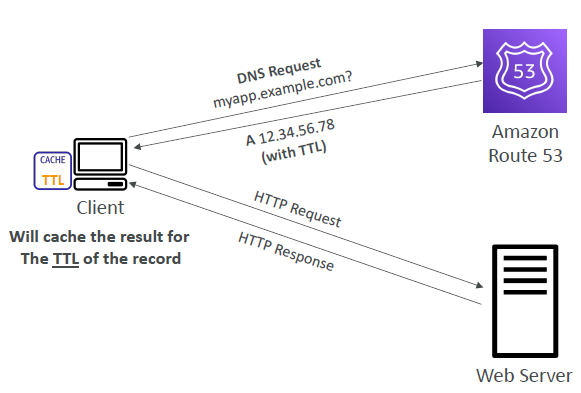 DNS Request
myapp.example.com?
53
A 12.34.56.78
(with TTL)
Amazon
Route 53
CACHE
TTL
Client
HTTP Request
HTTP Response
Will cache the result for
The TTL of the record
Web Server